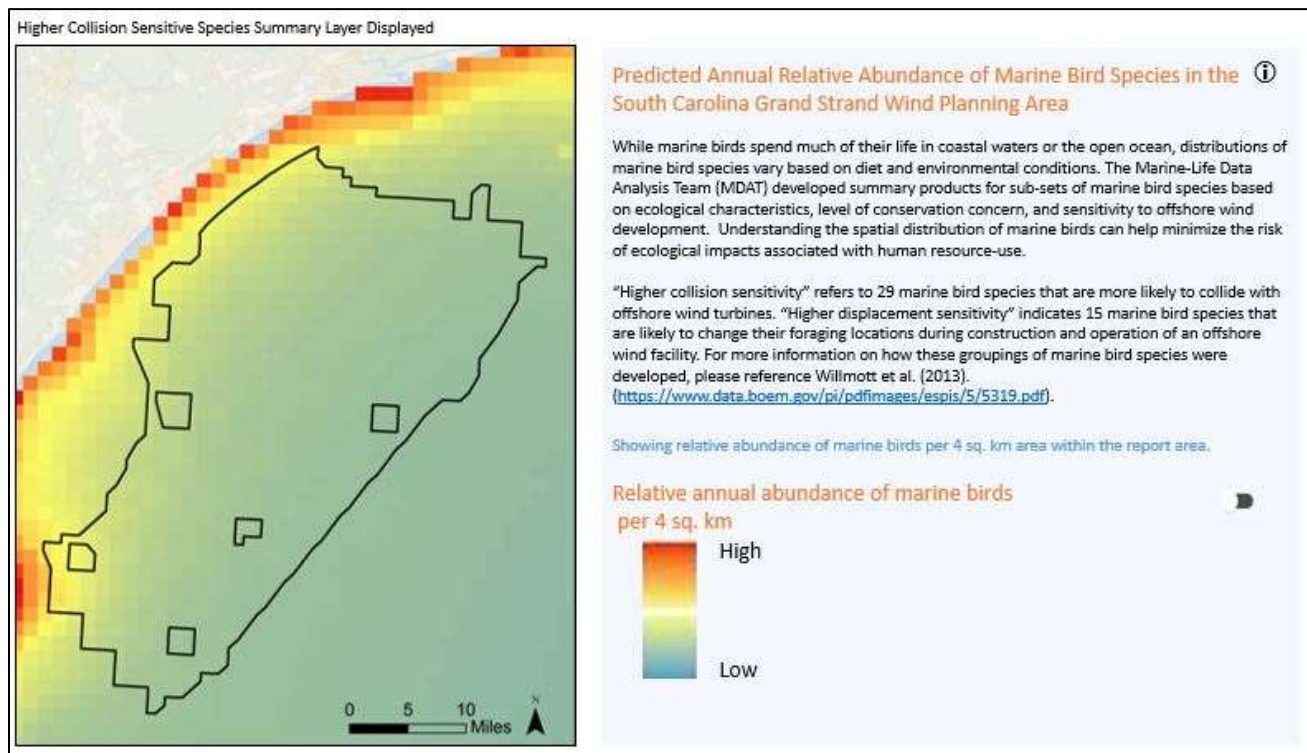 Higher Collision Sensitive Species Summary Layer Displayed
Predicted Annual Relative Abundance of Marine Bird Species in the
South Carolina Grand Strand Wind Planning Area
While marine birds spend much of their life in coastal waters or the open ocean, distributions of
marine bird species vary based on diet and environmental conditions. The Marine-Life Data
Analysis Team (MDAT) developed summary products for sub-sets of marine bird species based
on ecological characteristics, level of conservation concern, and sensitivity to offshore wind
development. Understanding the spatial distribution of marine birds can help minimize the risk
of ecological impacts associated with human resource-use.
“Higher collision sensitivity” refers to 29 marine bird species that are more likely to collide with
offshore wind turbines. “Higher displacement sensitivity” indicates 15 marine bird species that
are likely to change their foraging locations during construction and operation of an offshore
wind facility. For more information on how these groupings of marine bird species were
developed, please reference Willmott et al. (2013).
(https://www.data.boem.gov/pi/pdfimages/espis/5/5319.pdf).
Showing relative abundance of marine birds per 4 sq. km area within the report area.
Relative annual abundance of marine birds
per 4 sq. km
High
Low
0 5 10
Miles
N